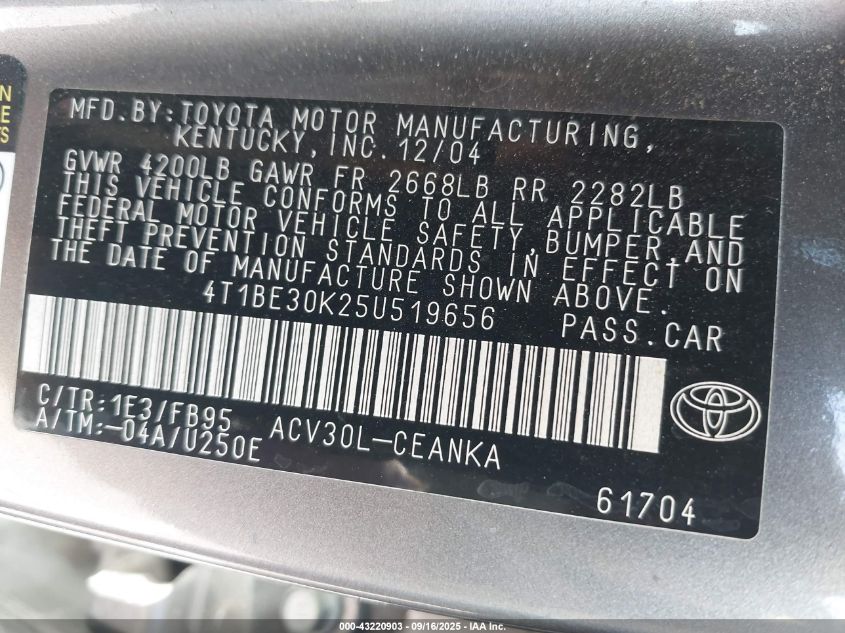 N
E
TS
MFD.BY:TOYOTA MOTOR MANUFACTURING,
KENTUCKY, INC. 12/04
GVWR 4200LB GAWR FR 2668LB RR 2282LB
THIS VEHICLE CONFORMS TO ALL APPLICABLE
FEDERAL MOTOR VEHICLE SAFETY,BUMPER,AND
THEFT PREVENTION STANDARDS IN EFFECT ON
THE DATE OF MANUFACTURE SHOWN ABOVE.
4T1BE30K25U519656 PASS.CAR
C/TR:1E3/FB95
A/TM:-04A/U250E ACV30L-CEANKA
61704
000-43220903 - 09/16/2025 - IAA Inc.